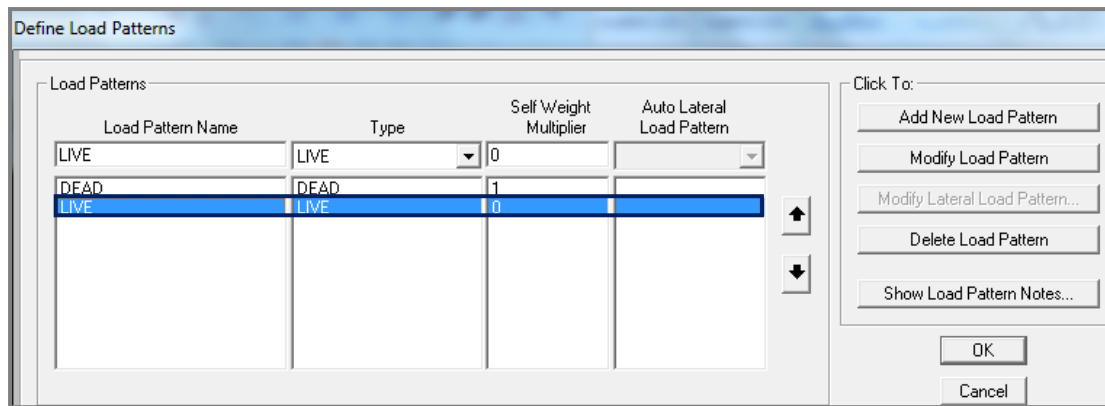 Define Load Patterns
Load Patterns
Load Pattern Name Type Self Weight Multiplier Auto Lateral Load Pattern
LIVE LIVE 0
DEAD DEAD 1
LIVE LIVE 0
Click To:
Add New Load Pattern
Modify Load Pattern
Modify Lateral Load Pattern...
Delete Load Pattern
Show Load Pattern Notes...
OK
Cancel